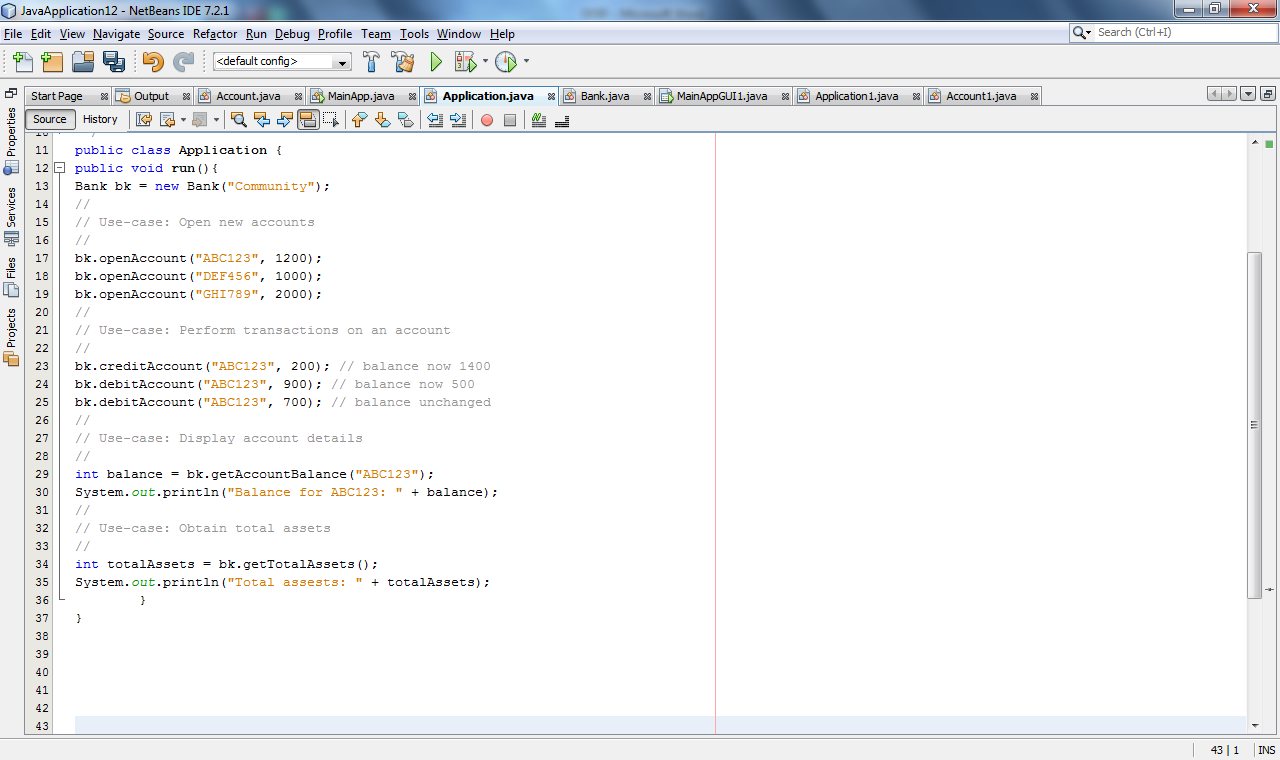 JavaApplication12 - NetBeans IDE 7.2.1
File Edit View Navigate Source Refactor Run Debug Profile Team Tools Window Help
Search (Ctrl+I)
<default config>
Start Page Output Account.java MainApp.java Application.java Bank.java MainAppGUI1.java Application1.java Account1.java
Source History
Properties
Services
Files
Projects
11 public class Application {
12 public void run(){
13 Bank bk = new Bank("Community");
14 //
15 // Use-case: Open new accounts
16 //
17 bk.openAccount("ABC123", 1200);
18 bk.openAccount("DEF456", 1000);
19 bk.openAccount("GHI789", 2000);
20 //
21 // Use-case: Perform transactions on an account
22 //
23 bk.creditAccount("ABC123", 200); // balance now 1400
24 bk.debitAccount("ABC123", 900); // balance now 500
25 bk.debitAccount("ABC123", 700); // balance unchanged
26 //
27 // Use-case: Display account details
28 //
29 int balance = bk.getAccountBalance("ABC123");
30 System.out.println("Balance for ABC123: " + balance);
31 //
32 // Use-case: Obtain total assets
33 //
34 int totalAssets = bk.getTotalAssets();
35 System.out.println("Total assests: " + totalAssets);
36 }
37 }
38
39
40
41
42
43
43 | 1 INS